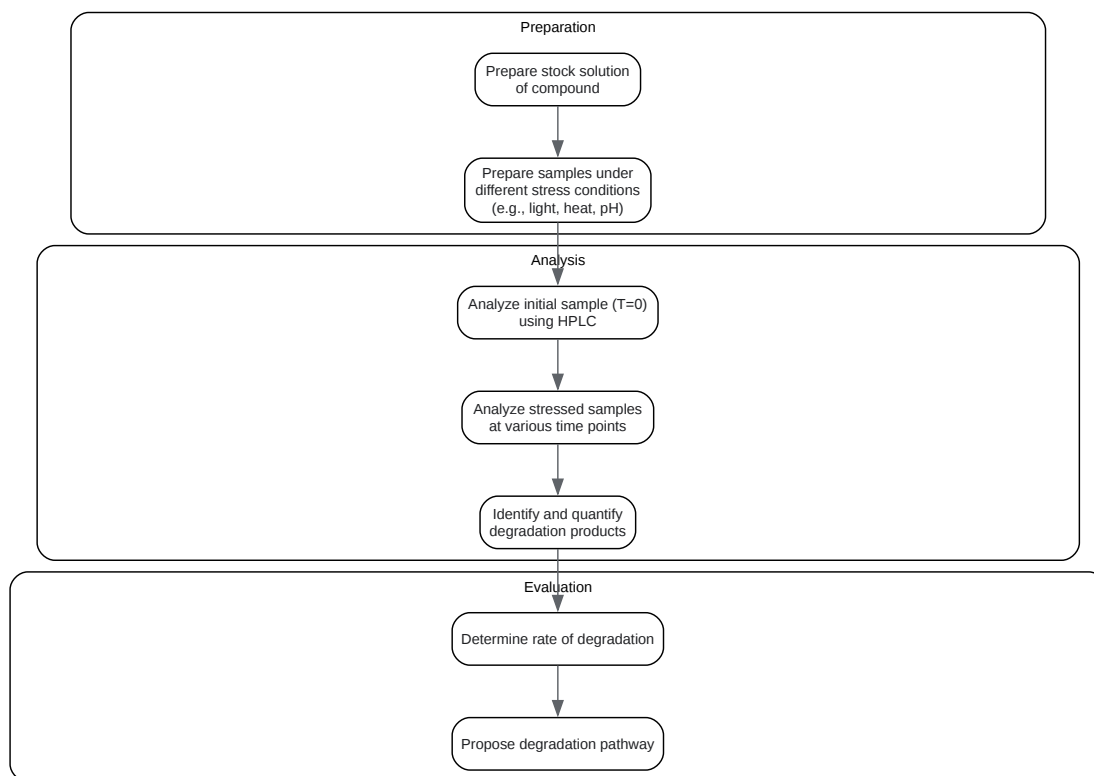 Preparation
Prepare stock solution
of compound
Prepare samples under
different stress conditions
(e.g., light, heat, pH)
Analysis
Analyze initial sample (T=0)
using HPLC
Analyze stressed samples
at various time points
Identify and quantify
degradation products
Evaluation
Determine rate of degradation
Propose degradation pathway